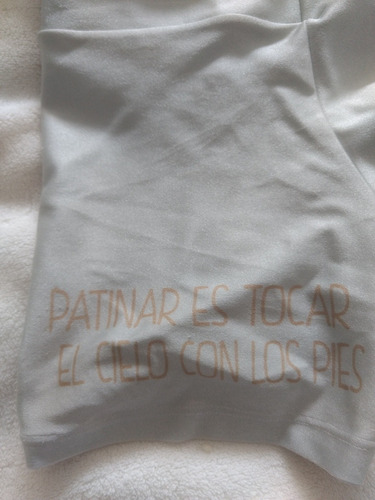 PATINAR ES TOCAR
EL CIELO CON LOS PIES